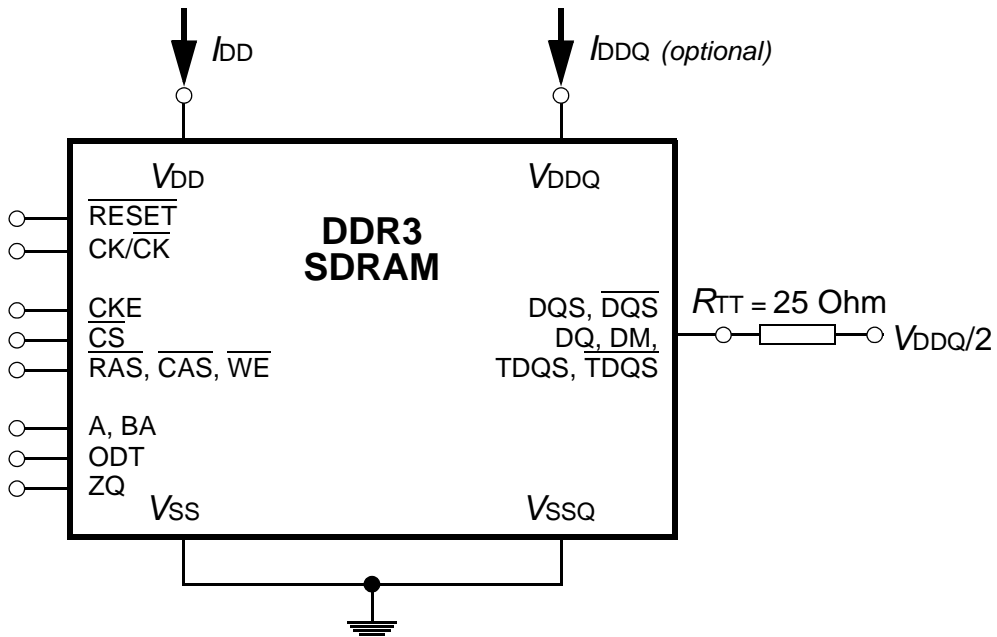 IDD
IDDQ (optional)
VDD
VDDQ
RESET
CK/CK
DDR3
SDRAM
CKE
CS
RAS, CAS, WE
DQS, DQS
DQ, DM,
TDQS, TDQS
RTT = 25 Ohm
VDDQ/2
A, BA
ODT
ZQ
VSS
VSSQ